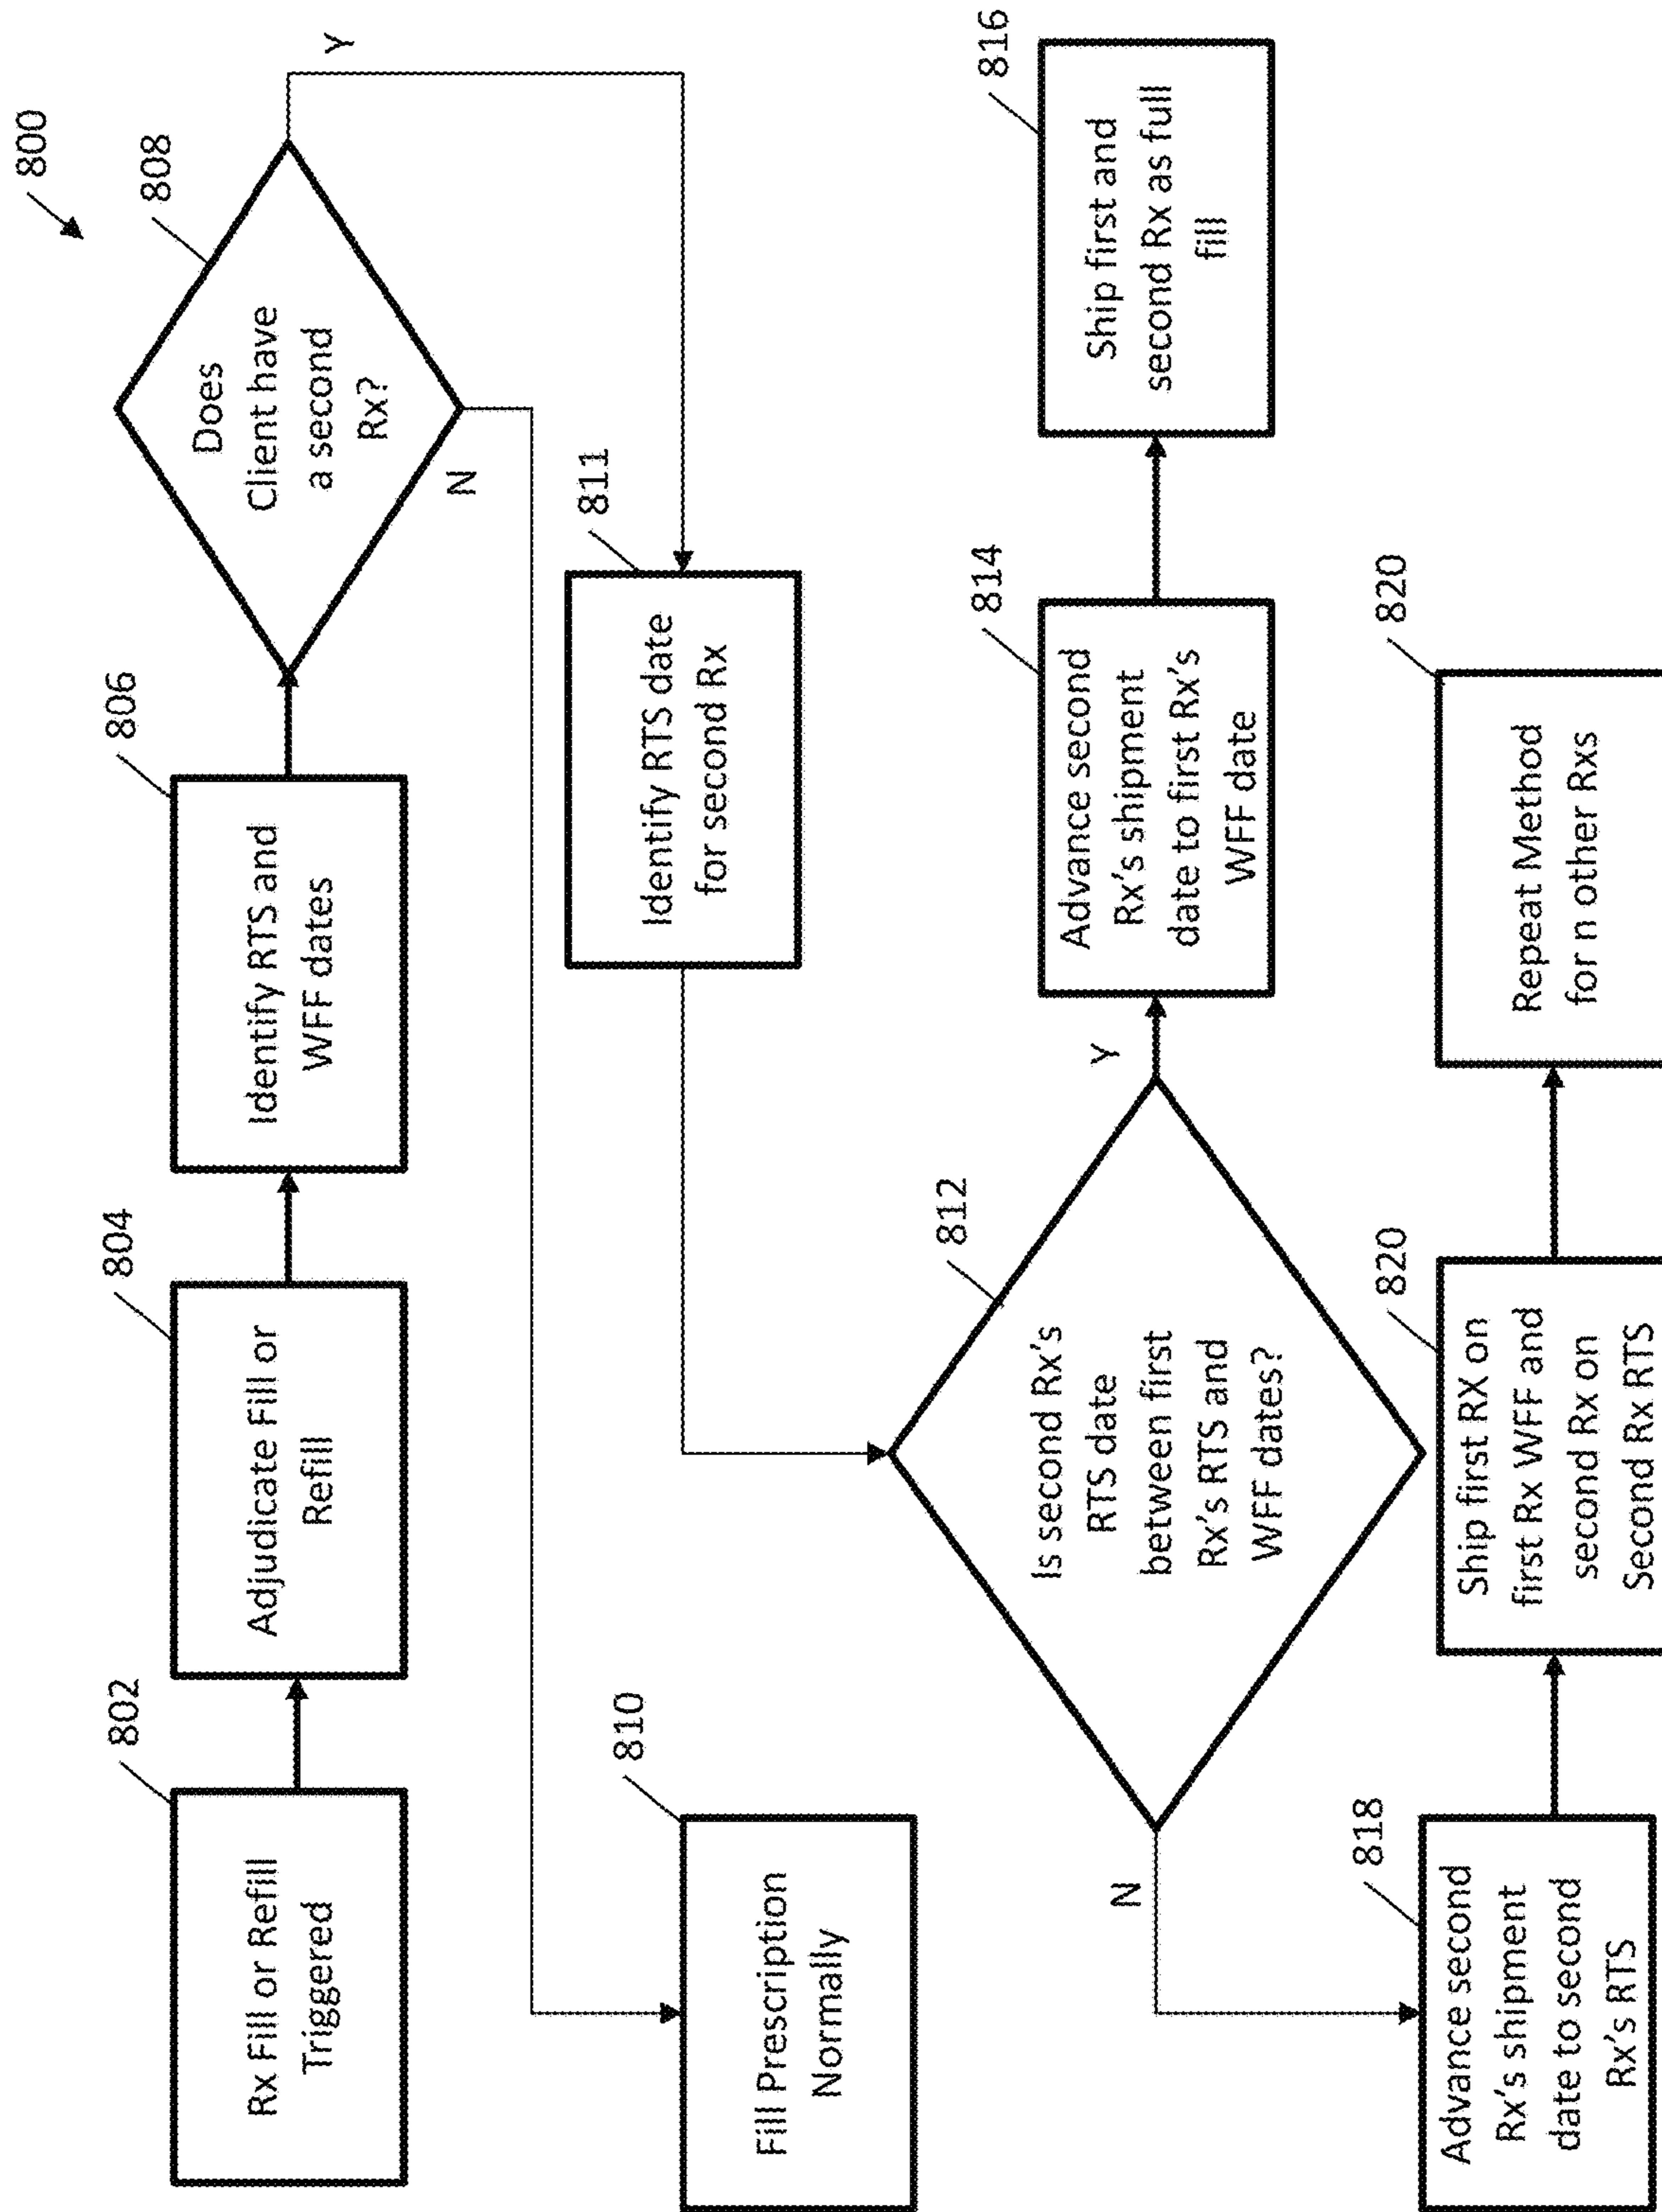 800
802
Rx Fill or Refill
Triggered
804
Adjudicate Fill or
Refill
806
Identify RTS and
WFF dates
808
Does
Client have
a second
Rx?
Y
N
810
Fill Prescription
Normally
811
Identify RTS date
for second Rx
812
Is second Rx's
RTS date
between first
Rx's RTS and
WFF dates?
Y
N
814
Advance second
Rx's shipment
date to first Rx's
WFF date
816
Ship first and
second Rx as full
fill
818
Advance second
Rx's shipment
date to second
Rx's RTS
820
Ship first RX on
first Rx WFF and
second Rx on
Second Rx RTS
820
Repeat Method
for n other Rxs